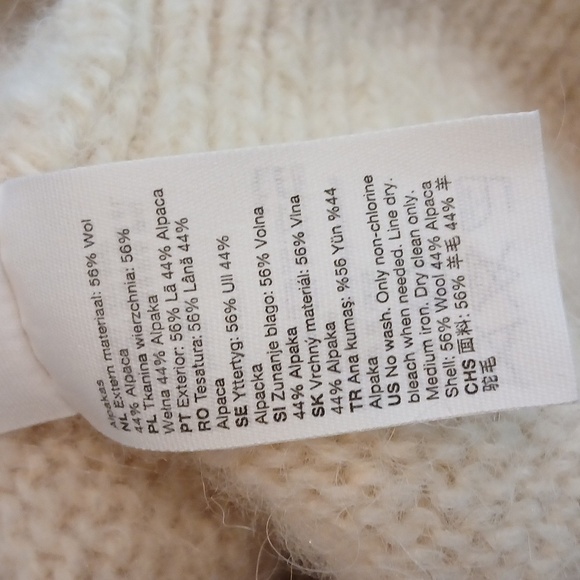 Alpakas
NL Extern materiaal: 56% Wol
44% Alpaca
PL Tkanina wierzchnia: 56%
Wełna 44% Alpaka
PT Exterior: 56% Lã 44% Alpaca
RO Tesatura: 56% Lână 44%
Alpaca
SE Yttertyg: 56% Ull 44%
Alpacka
SI Zunanje blago: 56% Volna
44% Alpaka
SK Vrchný materiál: 56% Vlna
44% Alpaka
TR Ana kumaş: %56 Yün %44
Alpaka
US No wash. Only non-chlorine
bleach when needed. Line dry.
Medium iron. Dry clean only.
Shell: 56% Wool 44% Alpaca
CHS 面料: 56% 羊毛 44% 羊
驼毛